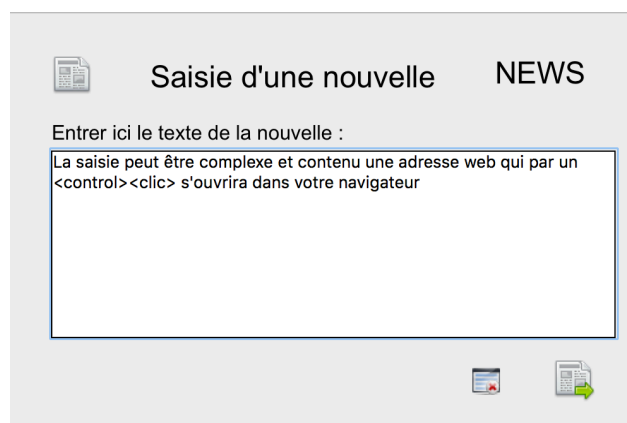 Saisie d'une nouvelle NEWS
Entrer ici le texte de la nouvelle :
La saisie peut être complexe et contenu une adresse web qui par un
<control><clic> s'ouvrira dans votre navigateur